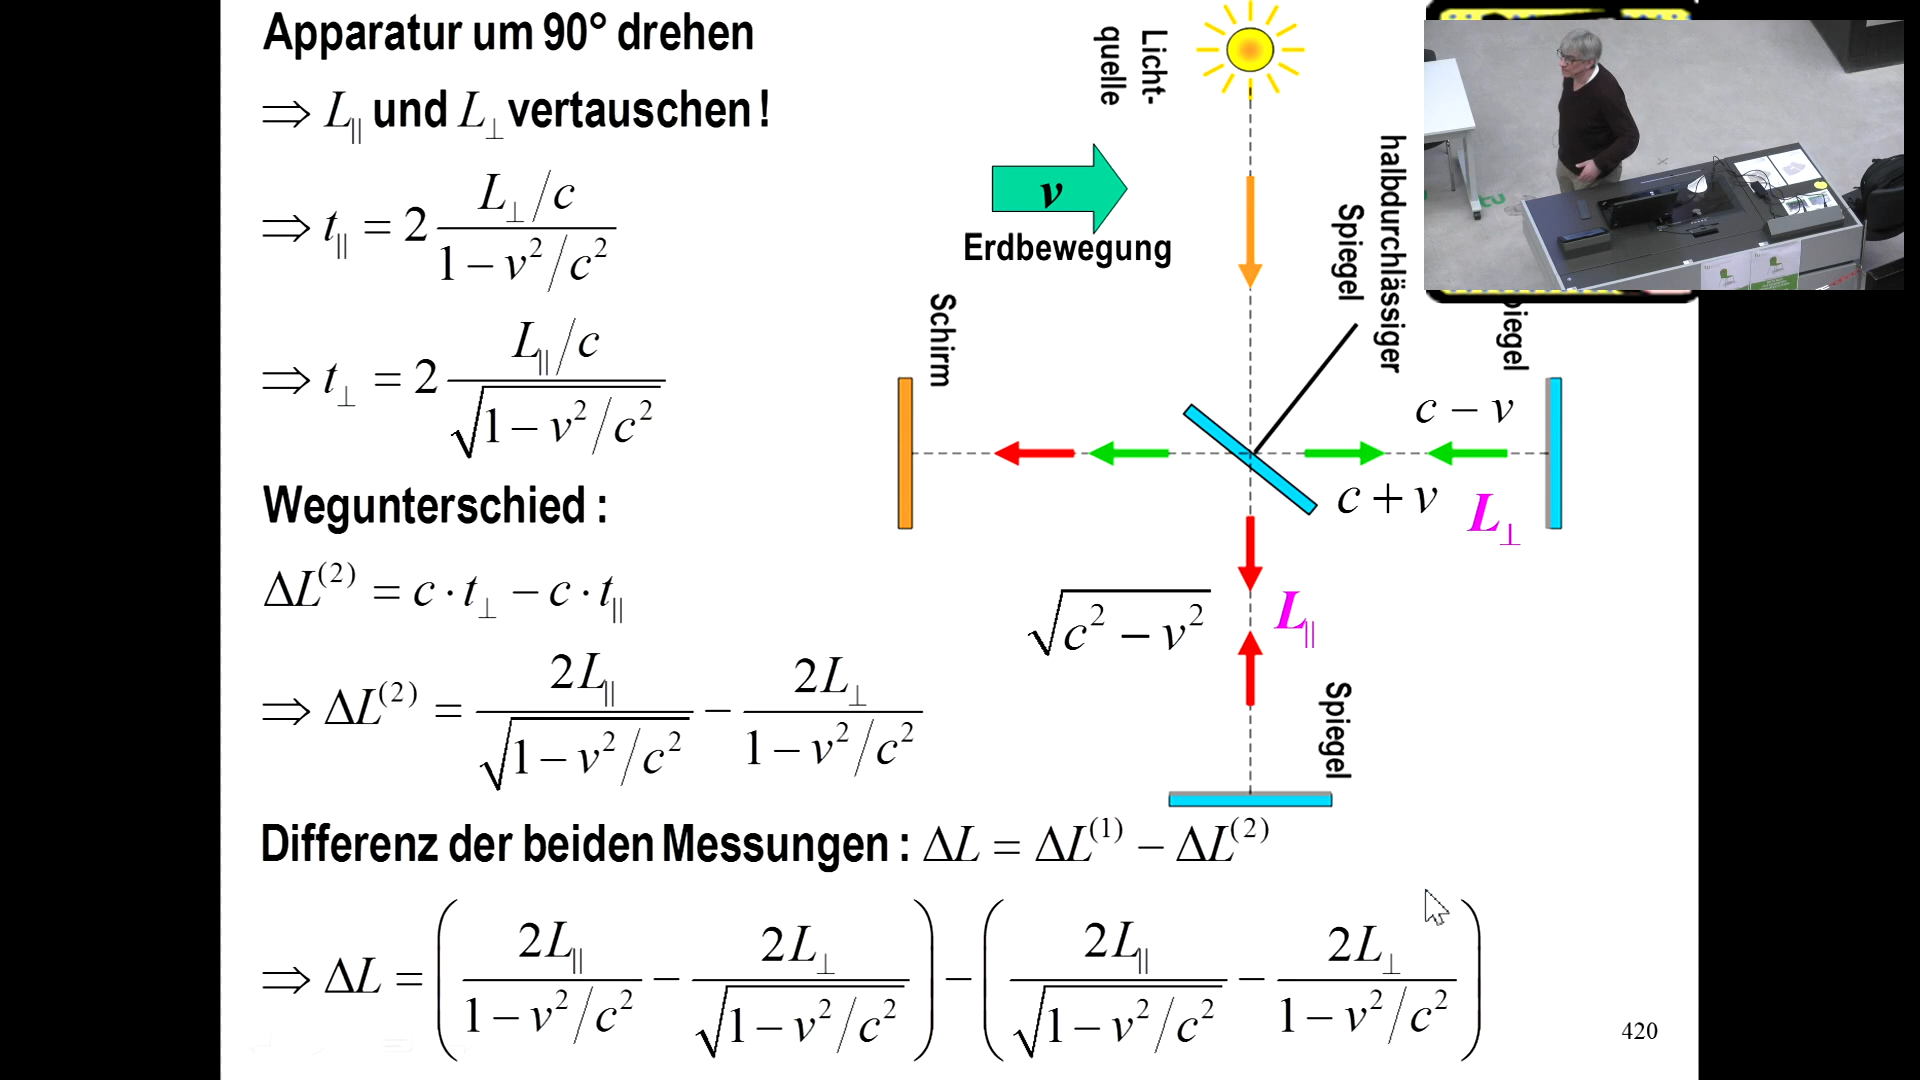 Apparatur um 90° drehen
⇒ L∥ und L⊥ vertauschen !
⇒ t∥ = 2 (L⊥/c) / (1 − v²/c²)
⇒ t⊥ = 2 (L∥/c) / √(1 − v²/c²)
Wegunterschied :
ΔL⁽²⁾ = c · t⊥ − c · t∥
⇒ ΔL⁽²⁾ = 2L∥ / √(1 − v²/c²) − 2L⊥ / (1 − v²/c²)
Licht-
quelle
v
Erdbewegung
halbdurchlässiger
Spiegel
Schirm
piegel
c − v
c + v
L⊥
√(c² − v²)
L∥
Spiegel
Differenz der beiden Messungen : ΔL = ΔL⁽¹⁾ − ΔL⁽²⁾
⇒ ΔL = (2L∥ / (1 − v²/c²) − 2L⊥ / √(1 − v²/c²)) − (2L∥ / √(1 − v²/c²) − 2L⊥ / (1 − v²/c²))
420